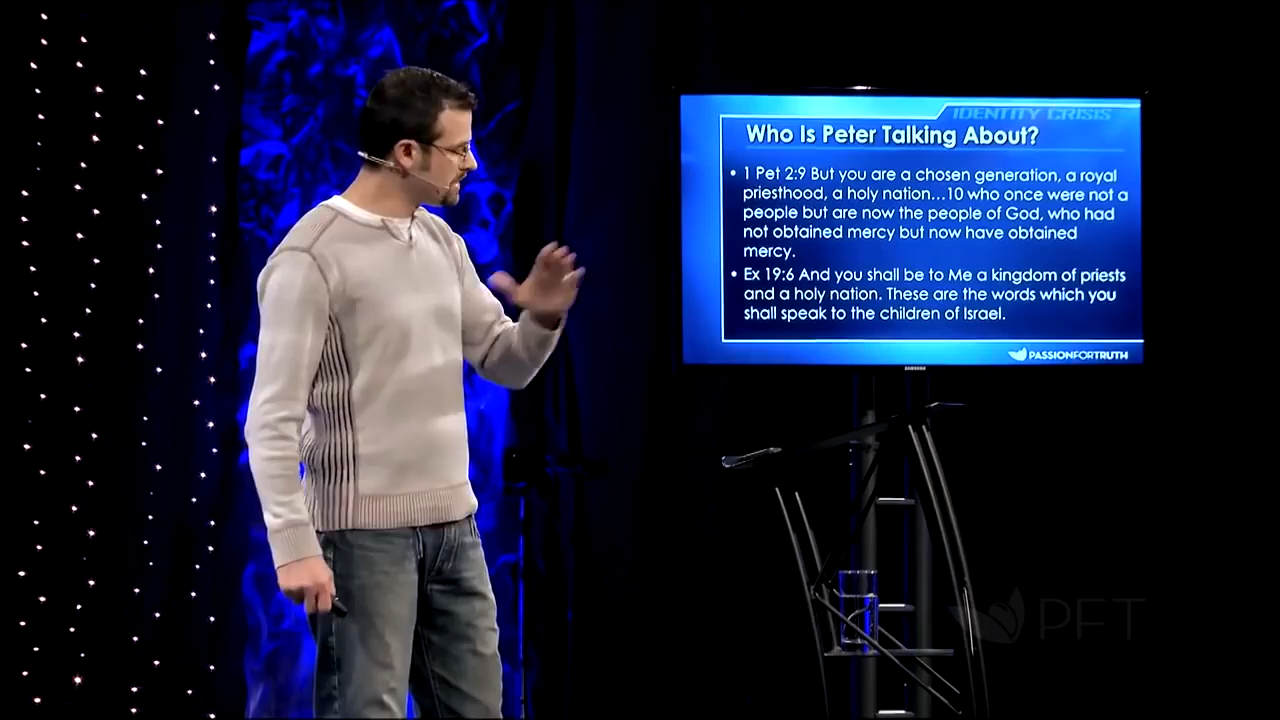 IDENTITY CRISIS
Who Is Peter Talking About?
• 1 Pet 2:9 But you are a chosen generation, a royal
priesthood, a holy nation...10 who once were not a
people but are now the people of God, who had
not obtained mercy but now have obtained
mercy.
• Ex 19:6 And you shall be to Me a kingdom of priests
and a holy nation. These are the words which you
shall speak to the children of Israel.
PASSIONFORTRUTH
SAMSUNG
PFT